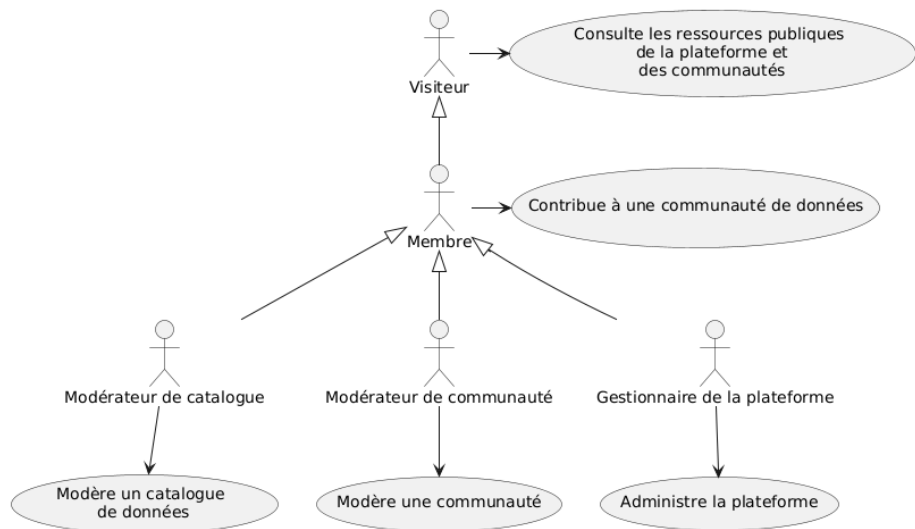 Consulte les ressources publiques
de la plateforme et
des communautés
Visiteur
Contribue à une communauté de données
Membre
Modérateur de catalogue
Modérateur de communauté
Gestionnaire de la plateforme
Modère un catalogue
de données
Modère une communauté
Administre la plateforme